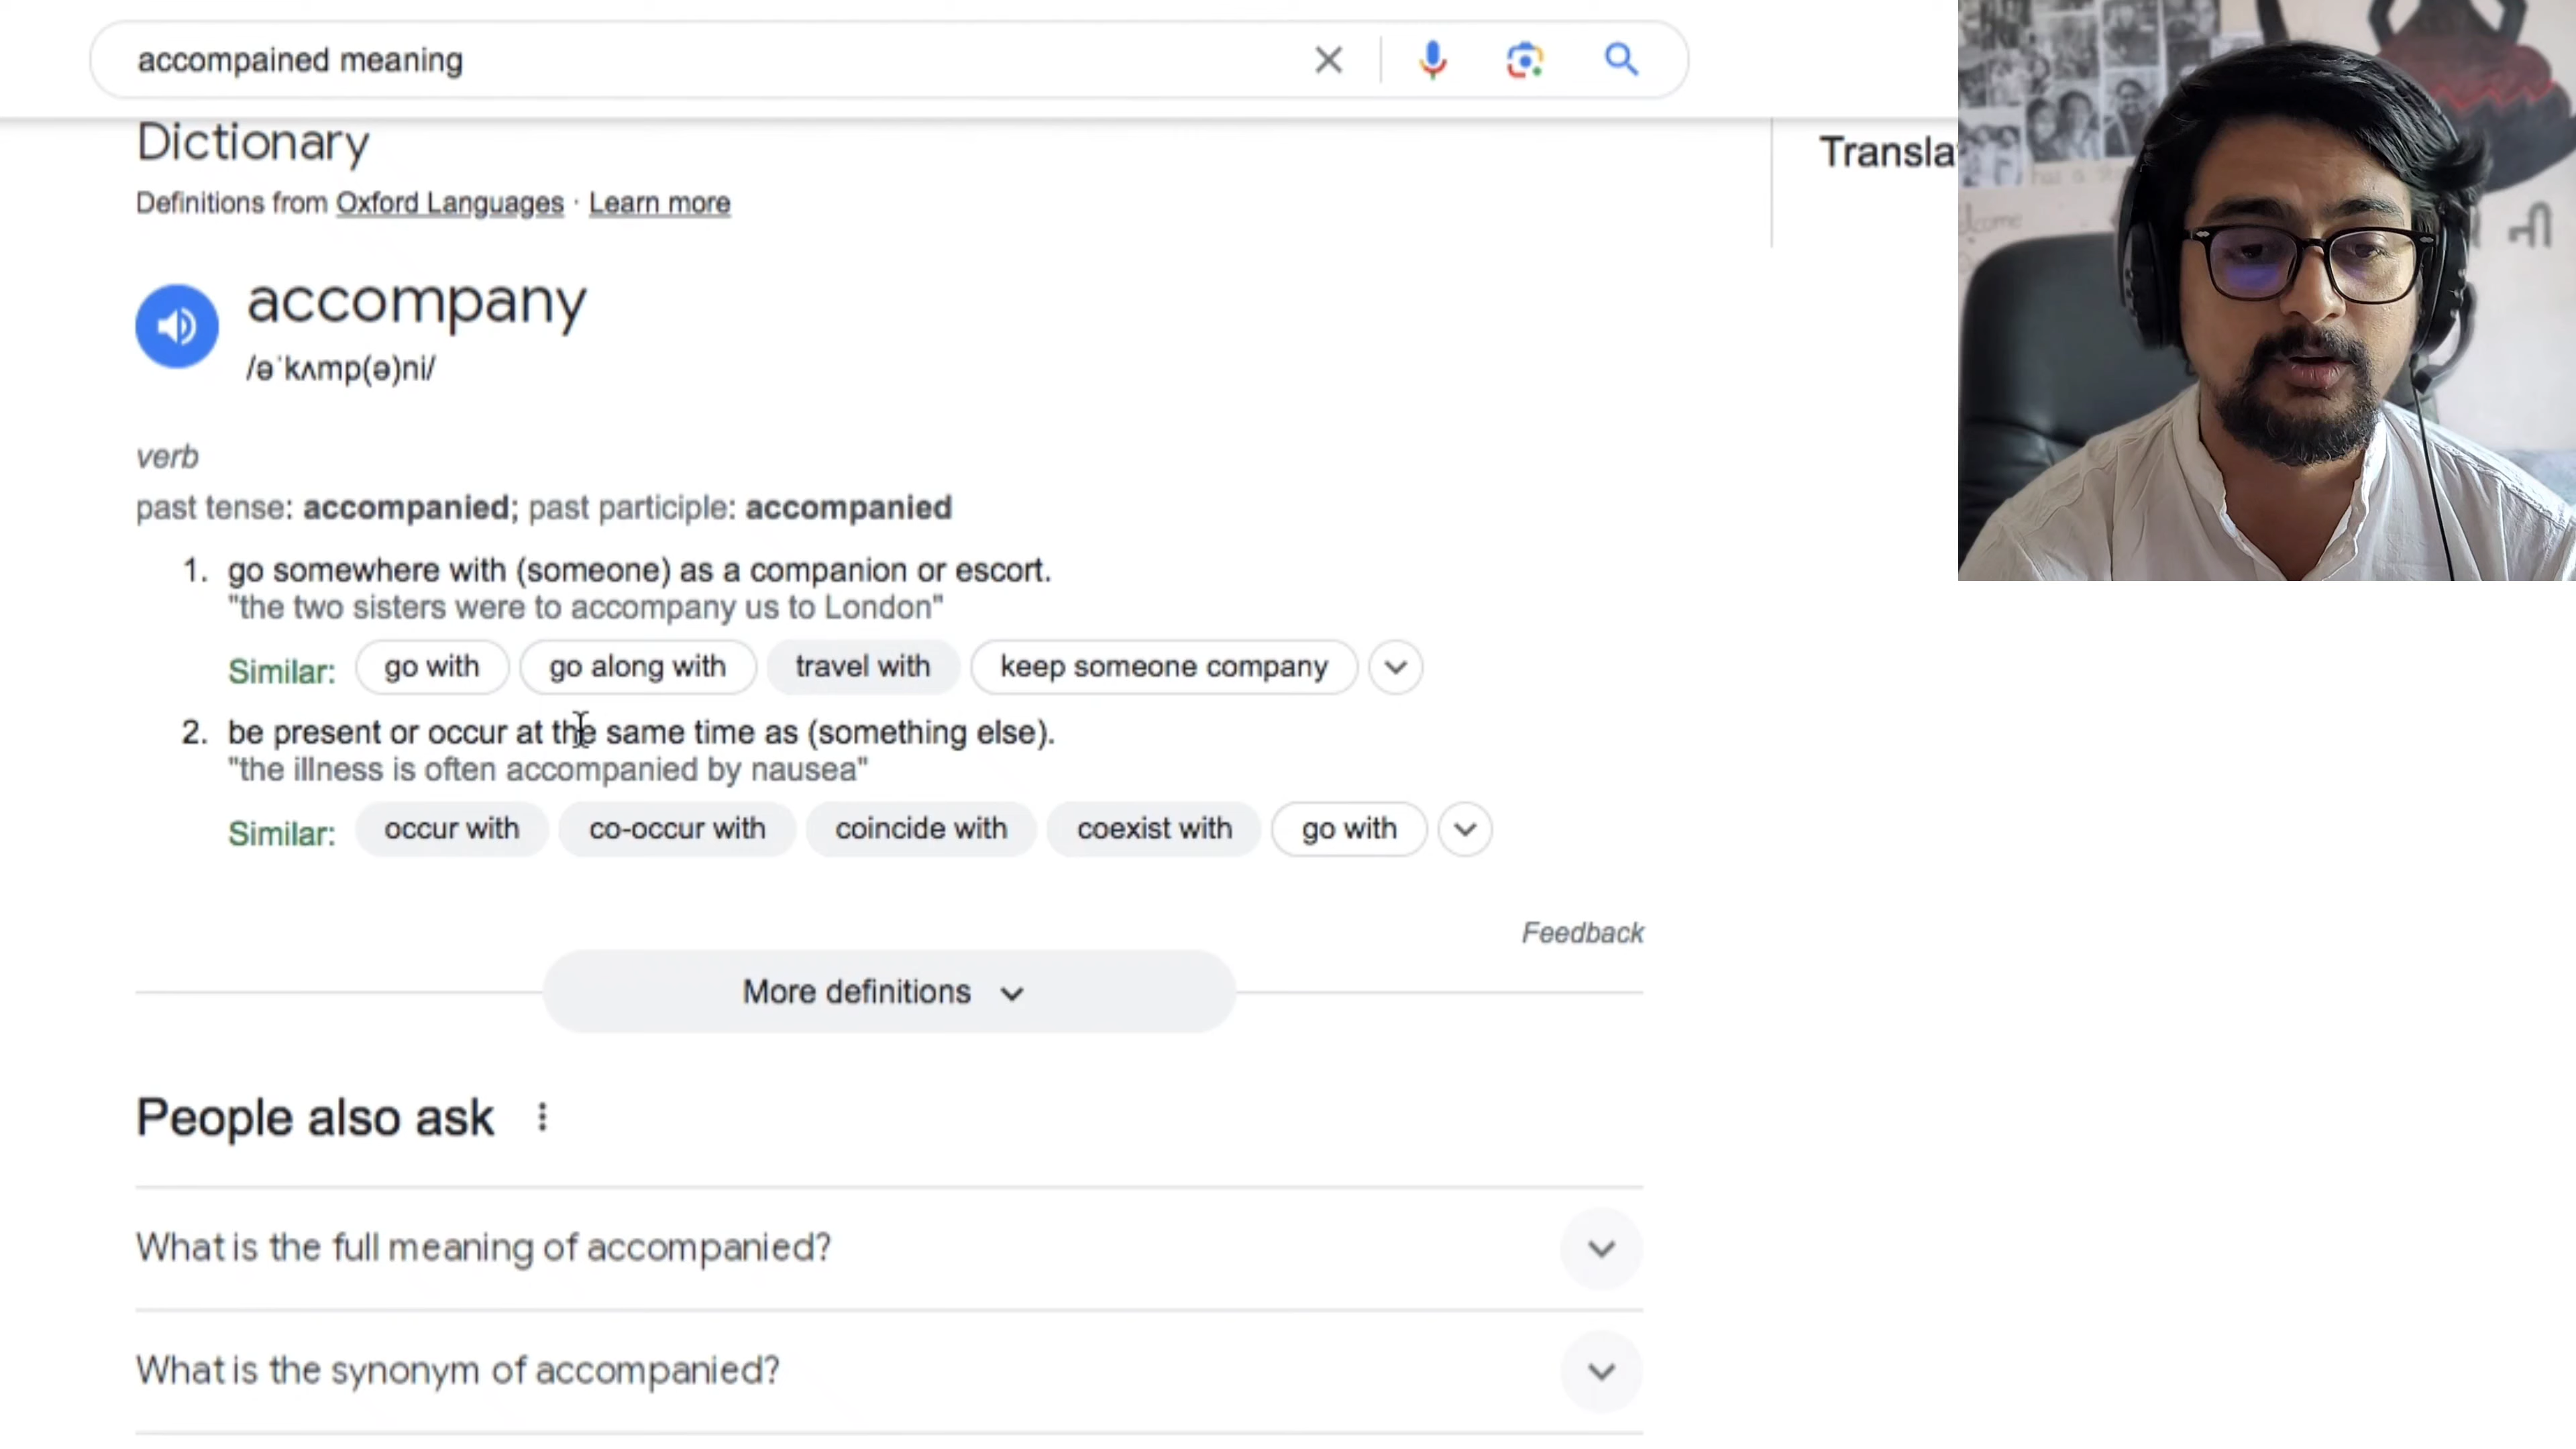 accompained meaning
Dictionary
Definitions from Oxford Languages · Learn more
accompany
/əˈkʌmp(ə)ni/
verb
past tense: accompanied; past participle: accompanied
1. go somewhere with (someone) as a companion or escort.
"the two sisters were to accompany us to London"
Similar: go with go along with travel with keep someone company
2. be present or occur at the same time as (something else).
"the illness is often accompanied by nausea"
Similar: occur with co-occur with coincide with coexist with go with
Feedback
More definitions
People also ask
What is the full meaning of accompanied?
What is the synonym of accompanied?
Transla